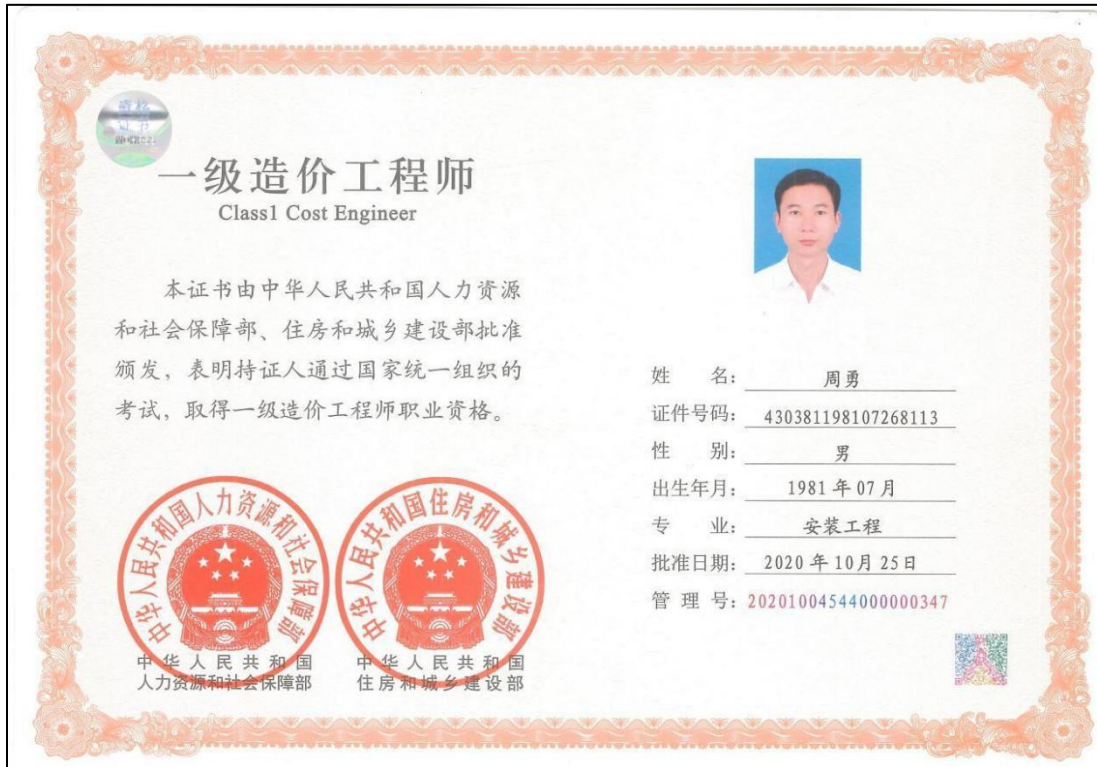 一级造价工程师
Class1 Cost Engineer
本证书由中华人民共和国人力资源
和社会保障部、住房和城乡建设部批准
颁发，表明持证人通过国家统一组织的
考试，取得一级造价工程师职业资格。
中华人民共和国人力资源和社会保障部
中华人民共和国住房和城乡建设部
中华人民共和国
人力资源和社会保障部
中华人民共和国
住房和城乡建设部
姓 名： 周勇
证件号码： 430381198107268113
性 别： 男
出生年月： 1981年07月
专 业： 安装工程
批准日期： 2020年10月25日
管 理 号：20201004544000000347